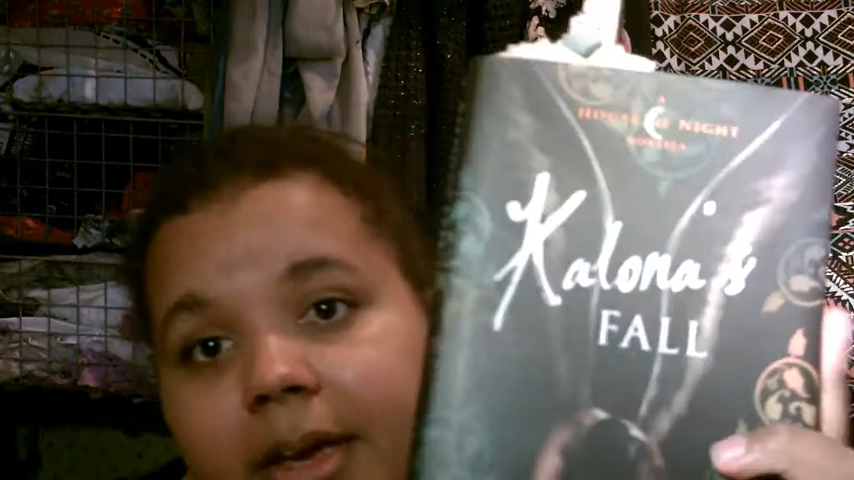 A
HOUSE OF NIGHT
NOVELLA
Kalona's
FALL